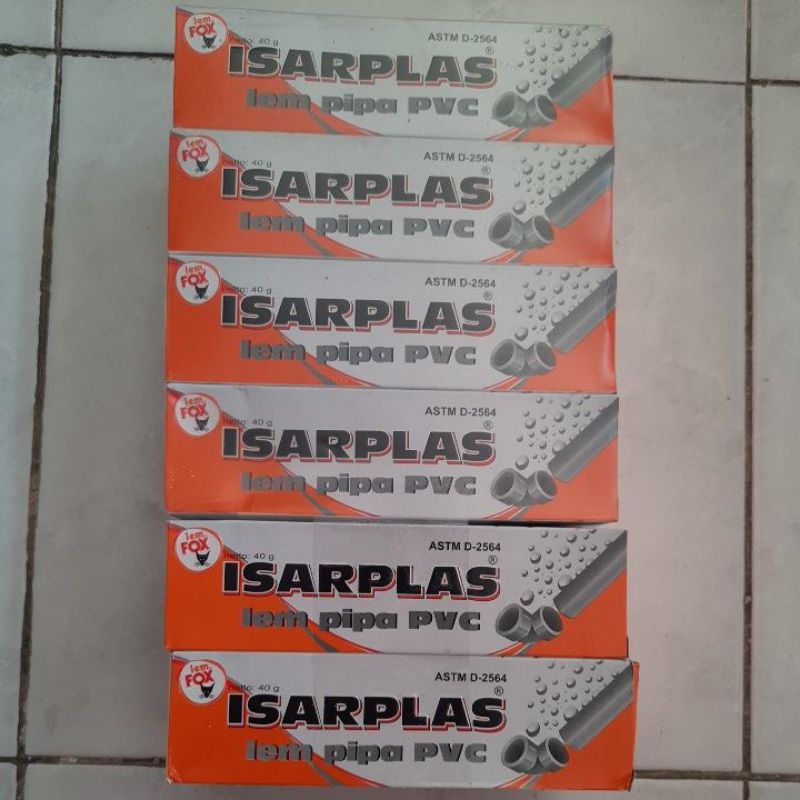 lem
FOX
netto: 40 g
ASTM D-2564
ISARPLAS®
lem pipa PVC
lem
FOX
netto: 40 g
ASTM D-2564
ISARPLAS®
lem pipa PVC
lem
FOX
netto: 40 g
ASTM D-2564
ISARPLAS®
lem pipa PVC
lem
FOX
netto: 40 g
ASTM D-2564
ISARPLAS®
lem pipa PVC
lem
FOX
netto: 40 g
ASTM D-2564
ISARPLAS®
lem pipa PVC
lem
FOX
netto: 40 g
ASTM D-2564
ISARPLAS®
lem pipa PVC